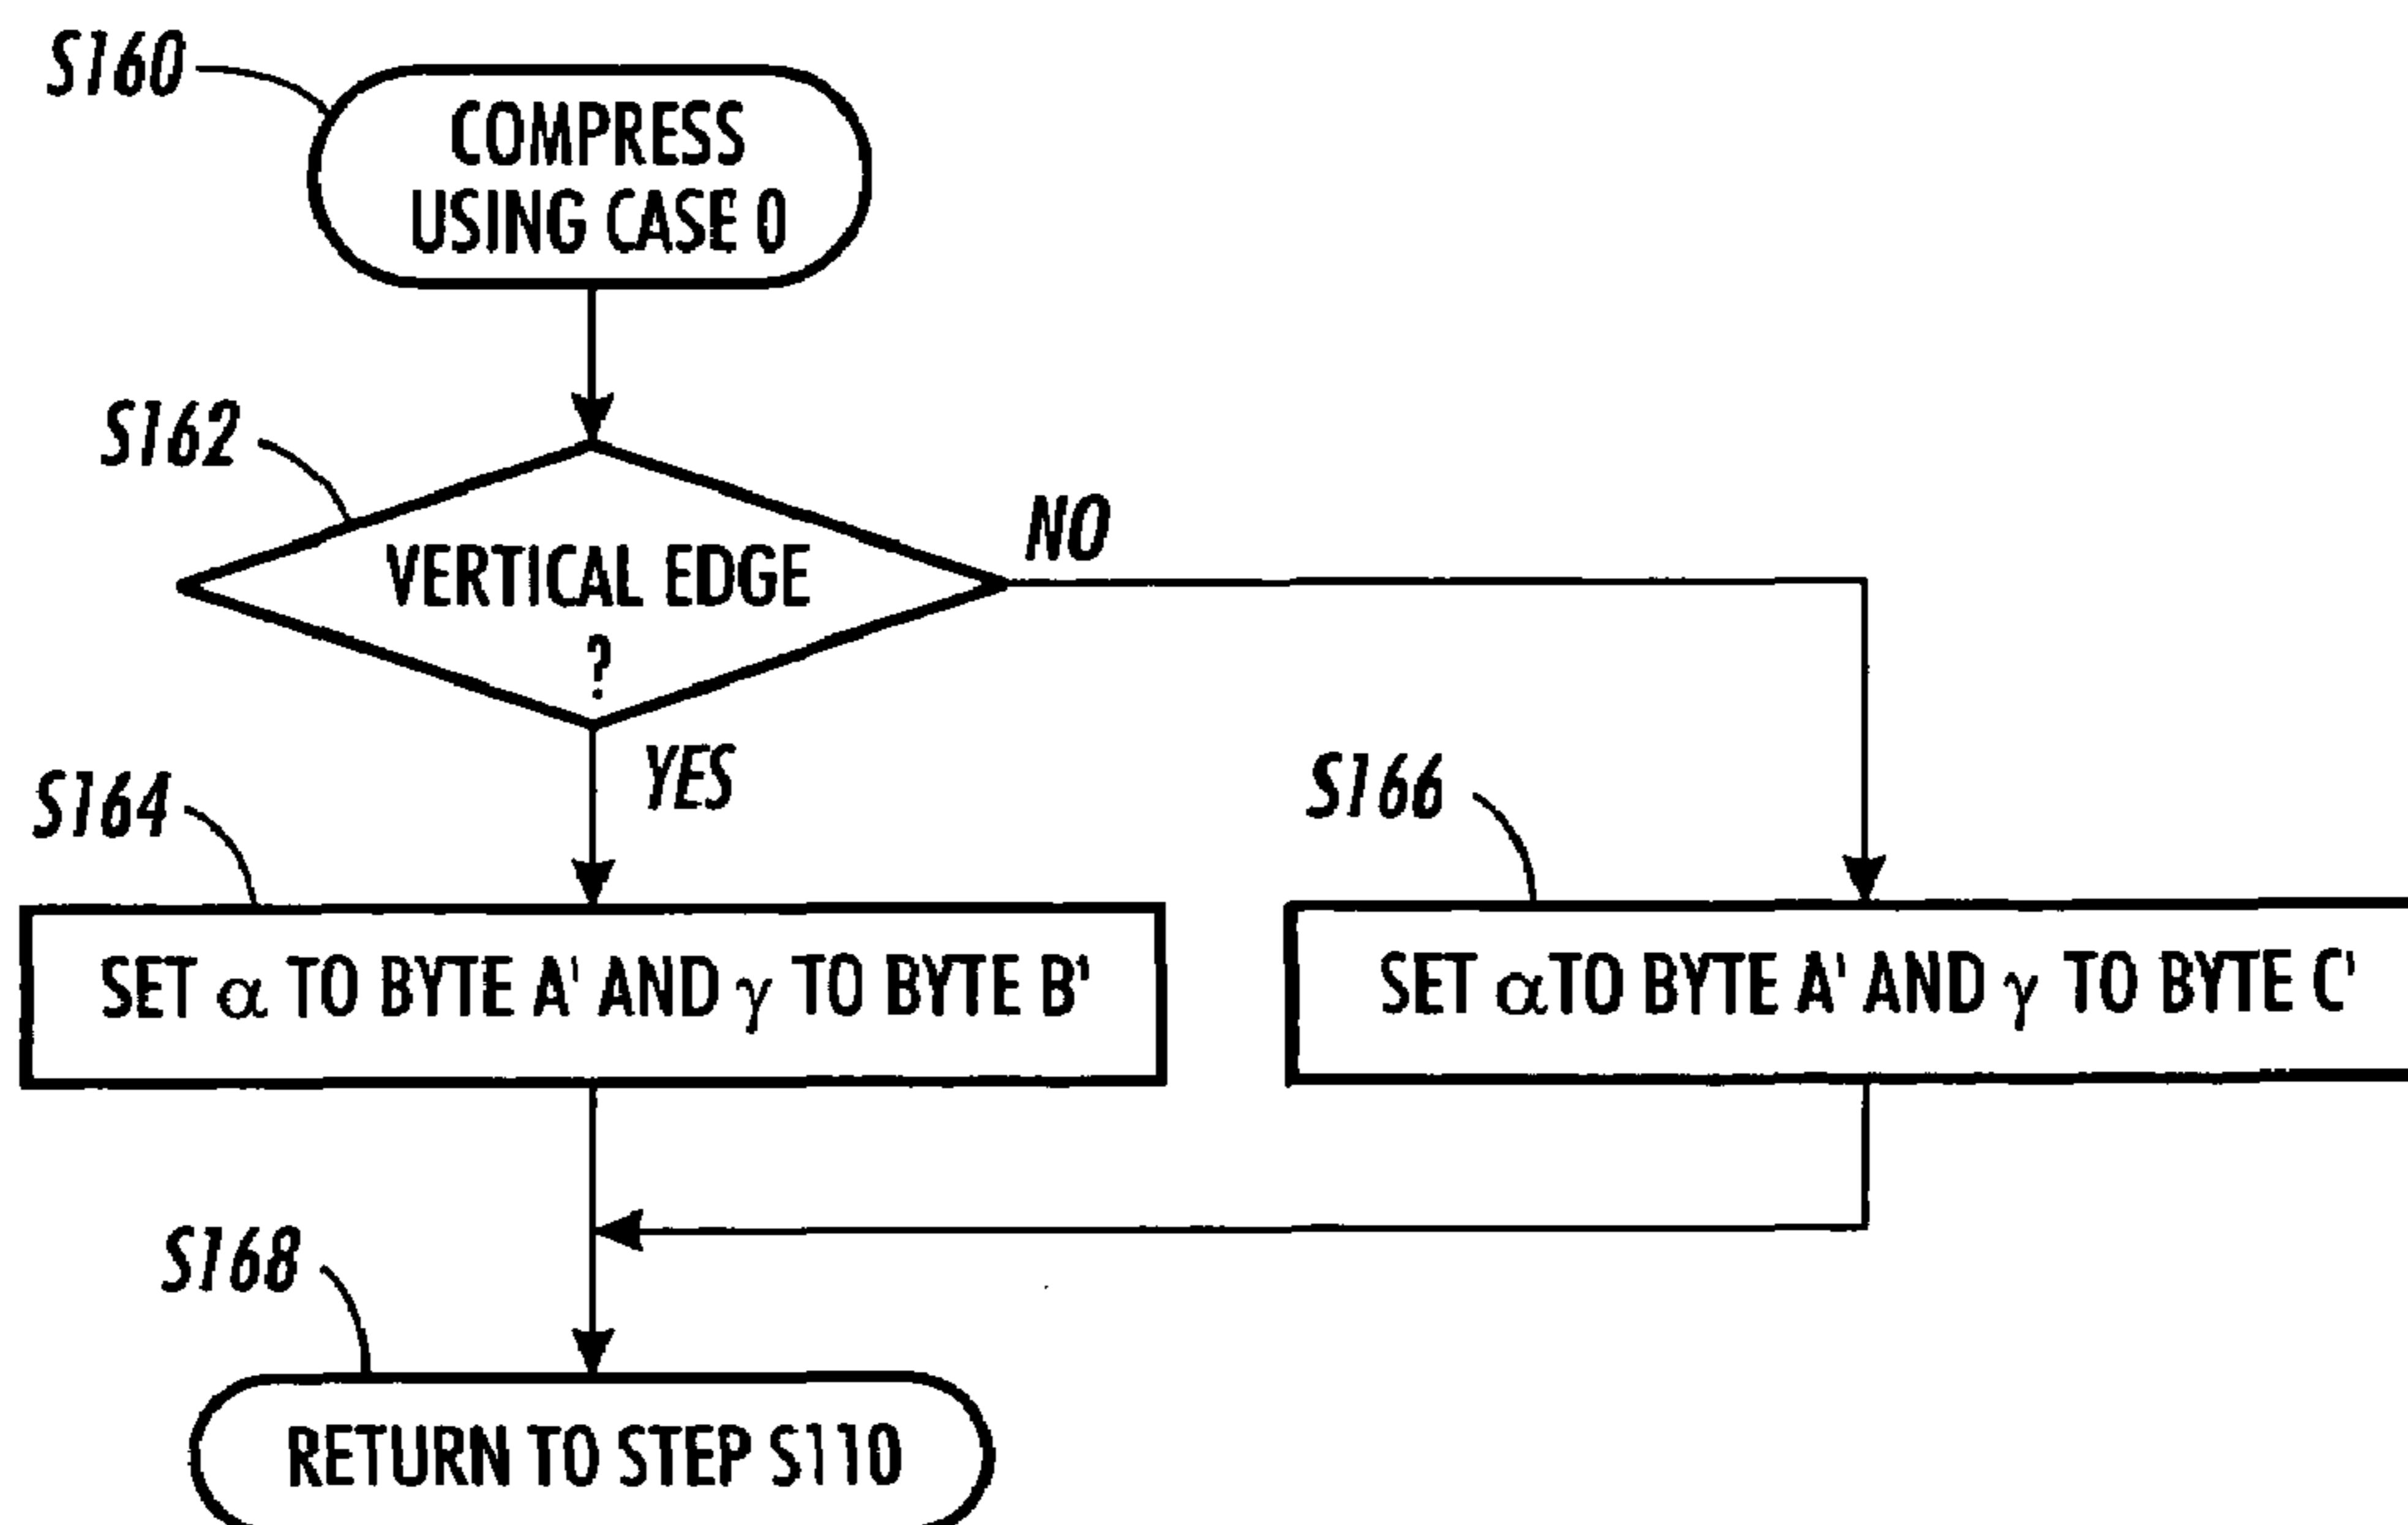 S160
COMPRESS
USING CASE 0
S162
VERTICAL EDGE
?
NO
YES
S164
SET α TO BYTE A' AND γ TO BYTE B'
S166
SET α TO BYTE A' AND γ TO BYTE C'
S168
RETURN TO STEP S110